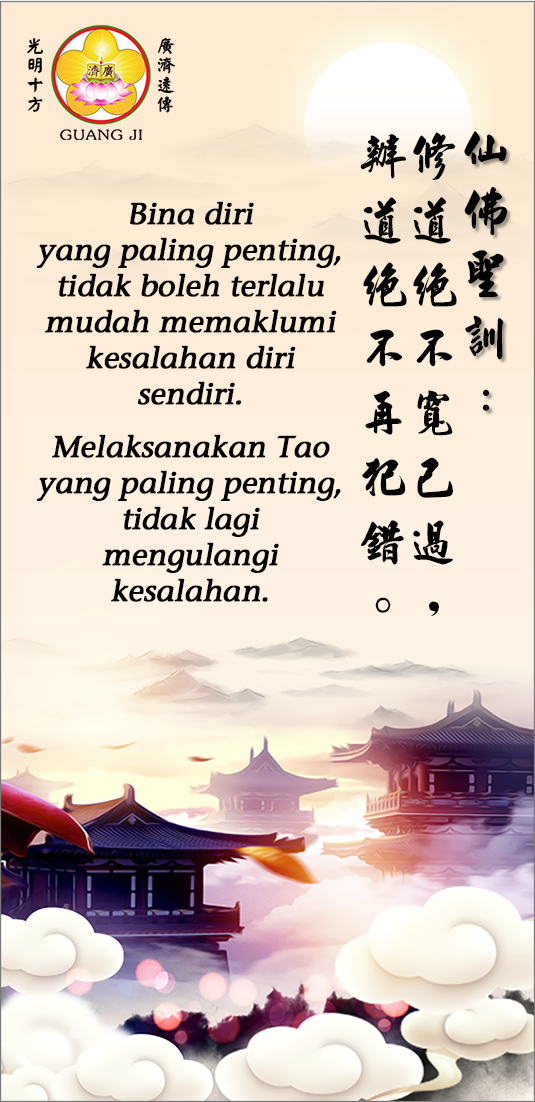 光明十方
廣濟
廣濟遠傳
GUANG JI
仙佛聖訓：
修道絕不寬己過，
辦道絕不再犯錯。
Bina diri
yang paling penting,
tidak boleh terlalu
mudah memaklumi
kesalahan diri
sendiri.
Melaksanakan Tao
yang paling penting,
tidak lagi
mengulangi
kesalahan.